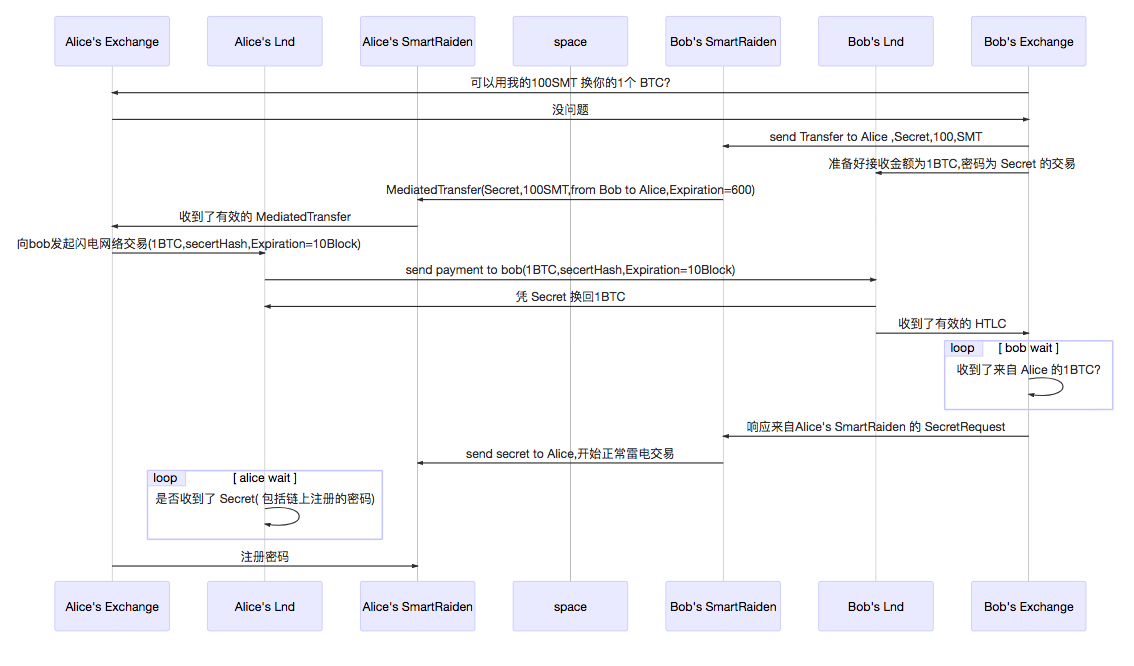 Alice's Exchange
Alice's Lnd
Alice's SmartRaiden
space
Bob's SmartRaiden
Bob's Lnd
Bob's Exchange
可以用我的100SMT 换你的1个 BTC?
没问题
send Transfer to Alice ,Secret,100,SMT
准备好接收金额为1BTC,密码为 Secret 的交易
MediatedTransfer(Secret,100SMT,from Bob to Alice,Expiration=600)
收到了有效的 MediatedTransfer
向bob发起闪电网络交易(1BTC,secertHash,Expiration=10Block)
send payment to bob(1BTC,secertHash,Expiration=10Block)
凭 Secret 换回1BTC
收到了有效的 HTLC
loop [ bob wait ]
收到了来自 Alice 的1BTC?
响应来自Alice's SmartRaiden 的 SecretRequest
send secret to Alice,开始正常雷电交易
loop [ alice wait ]
是否收到了 Secret( 包括链上注册的密码)
注册密码
Alice's Exchange
Alice's Lnd
Alice's SmartRaiden
space
Bob's SmartRaiden
Bob's Lnd
Bob's Exchange